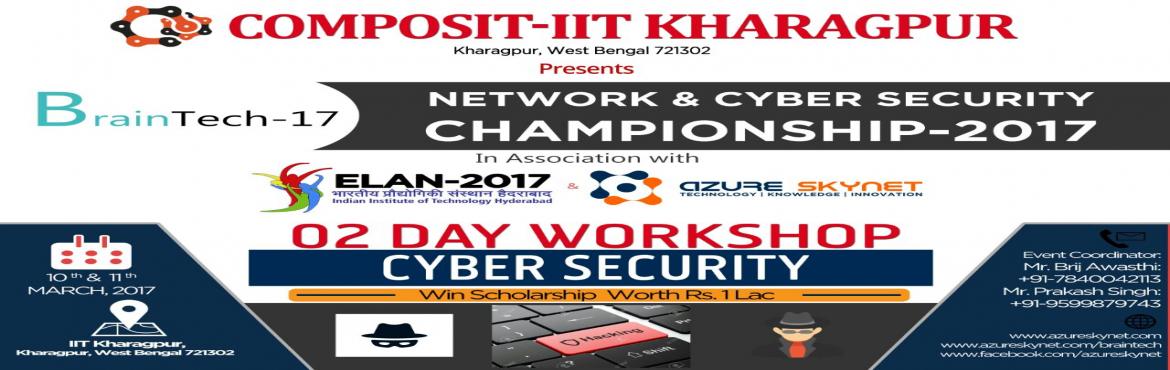 COMPOSIT-IIT KHARAGPUR
Kharagpur, West Bengal 721302
Presents
BrainTech-17
NETWORK & CYBER SECURITY
CHAMPIONSHIP-2017
In Association with
ELAN-2017
भारतीय प्रौद्योगिकी संस्थान हैदराबाद
Indian Institute of Technology Hyderabad
&
AZURE SKYNET
TECHNOLOGY | KNOWLEDGE | INNOVATION
02 DAY WORKSHOP
CYBER SECURITY
Win Scholarship Worth Rs. 1 Lac
10th & 11th
MARCH, 2017
IIT Kharagpur,
Kharagpur, West Bengal 721302
Hacking
Shift
Event Coordinator:
Mr. Brij Awasthi:
+91-7840042113
Mr. Prakash Singh:
+91-9599879743
www.azureskynet.com
www.azureskynet.com/braintech
www.facebook.com/azureskynet